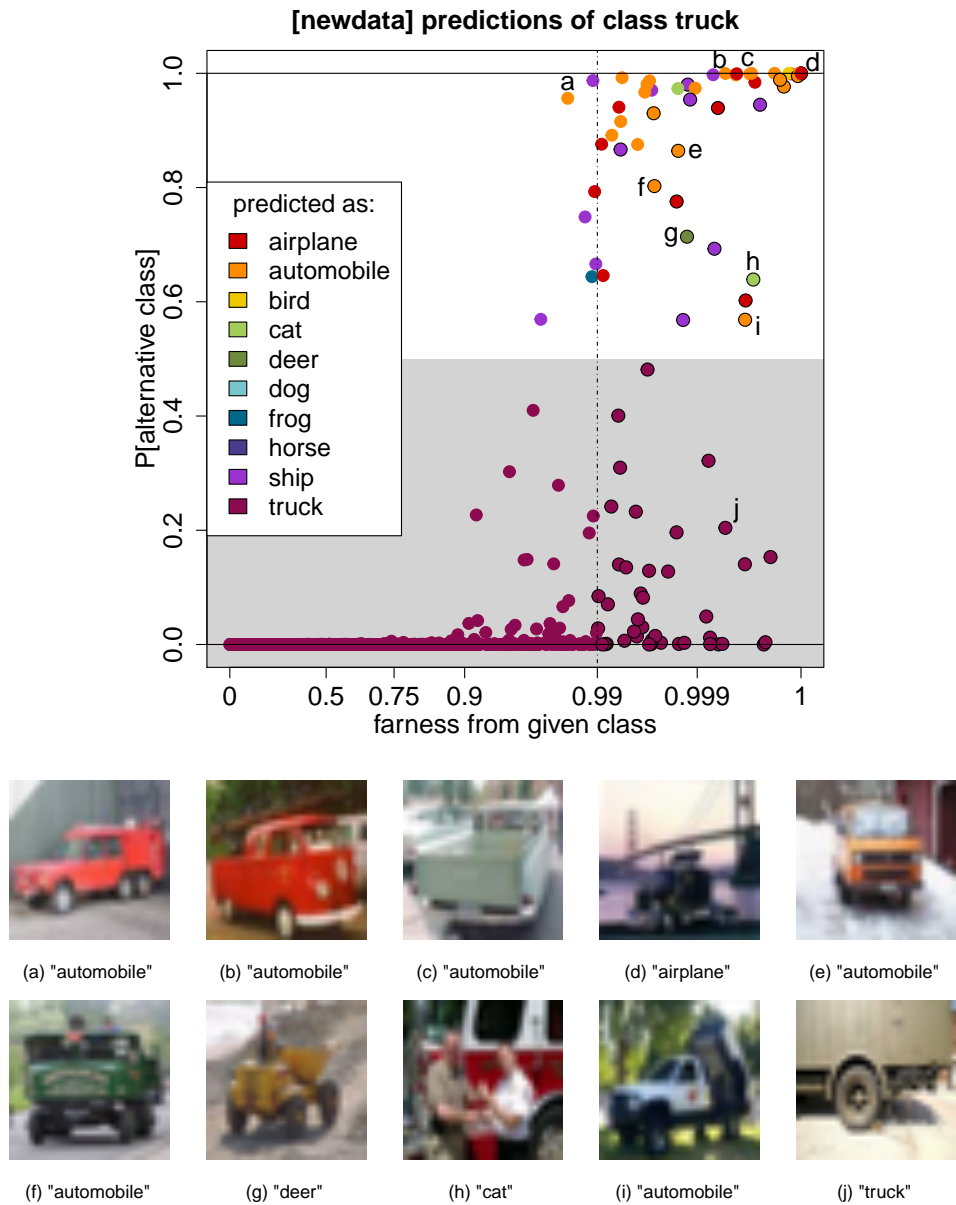 [newdata] predictions of class truck
P[alternative class]
1.0
0.8
0.6
0.4
0.2
0.0
a
b
c
d
e
f
g
h
i
j
predicted as:
airplane
automobile
bird
cat
deer
dog
frog
horse
ship
truck
0 0.5 0.75 0.9 0.99 0.999 1
farness from given class
(a) "automobile"
(b) "automobile"
(c) "automobile"
(d) "airplane"
(e) "automobile"
(f) "automobile"
(g) "deer"
(h) "cat"
(i) "automobile"
(j) "truck"